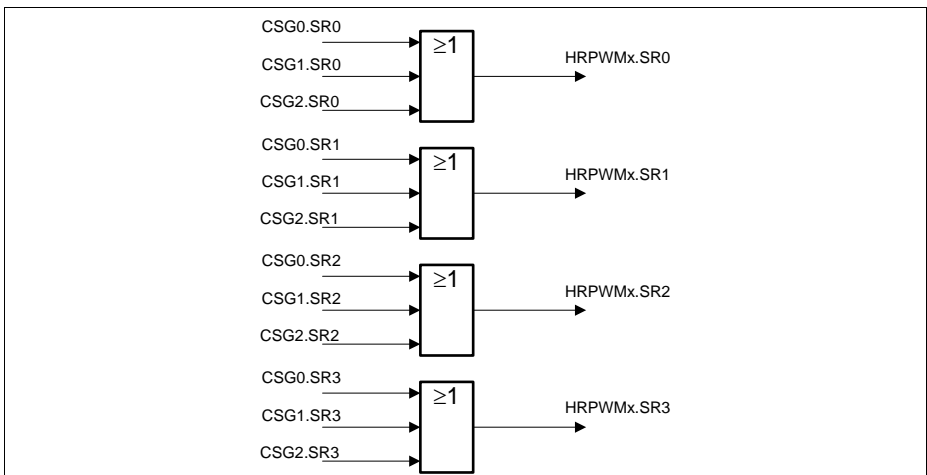 CSG0.SR0
≥1
HRPWMx.SR0
CSG1.SR0
CSG2.SR0
CSG0.SR1
≥1
HRPWMx.SR1
CSG1.SR1
CSG2.SR1
CSG0.SR2
≥1
HRPWMx.SR2
CSG1.SR2
CSG2.SR2
CSG0.SR3
≥1
HRPWMx.SR3
CSG1.SR3
CSG2.SR3